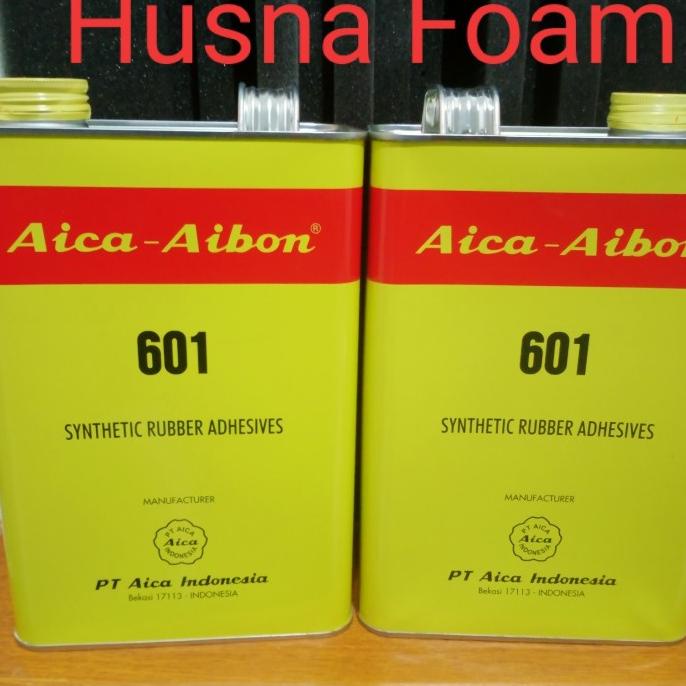 Husna Foam
Aica-Aibon®
601
SYNTHETIC RUBBER ADHESIVES
MANUFACTURER
PT AICA
Aica
INDONESIA
PT Aica Indonesia
Bekasi 17113 - INDONESIA
Aica-Aibon
601
SYNTHETIC RUBBER ADHESIVES
MANUFACTURER
PT AICA
Aica
INDONESIA
PT Aica Indonesia
Bekasi 17113 - INDONESIA